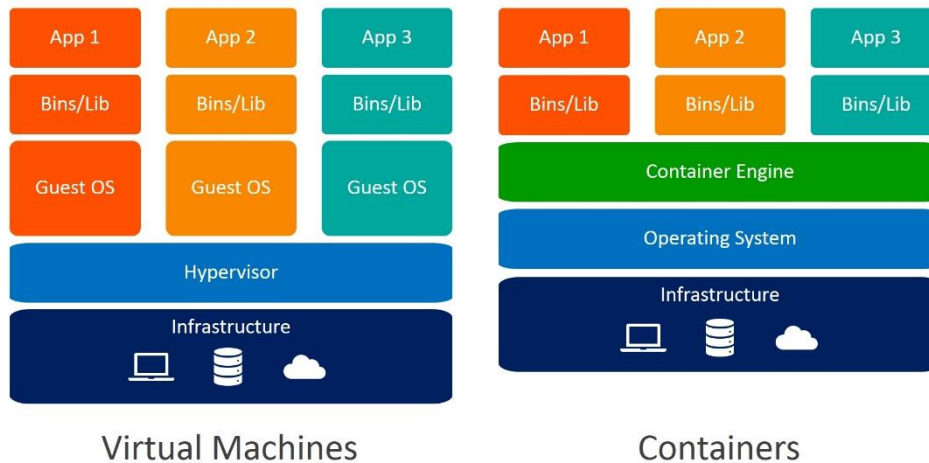 App 1
App 2
App 3
Bins/Lib
Bins/Lib
Bins/Lib
Guest OS
Guest OS
Guest OS
Hypervisor
Infrastructure
Virtual Machines
App 1
App 2
App 3
Bins/Lib
Bins/Lib
Bins/Lib
Container Engine
Operating System
Infrastructure
Containers